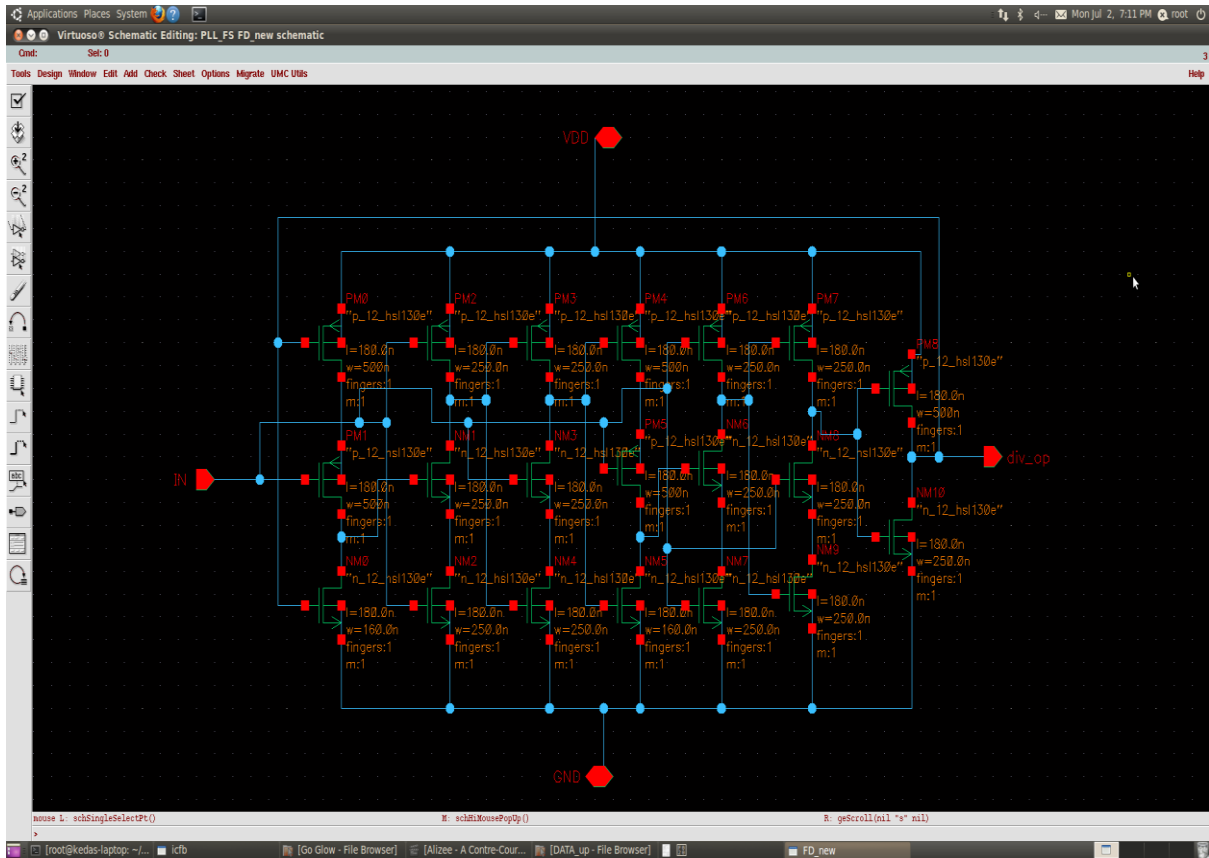 Applications Places System
Mon Jul 2, 7:11 PM root
Virtuoso® Schematic Editing: PLL_FS FD_new schematic
Cmd: Sel: 0
3
Tools Design Window Edit Add Check Sheet Options Migrate UMC Utils Help
VDD
PM0 PM2 PM3 PM4 PM6 PM7
"p_12_hsl130e" "p_12_hsl130e" "p_12_hsl130e" "p_12_hsl130e" "p_12_hsl130e" "p_12_hsl130e"
l=180.0n l=180.0n l=180.0n l=180.0n l=180.0n l=180.0n
w=500n w=250.0n w=250.0n w=500n w=250.0n w=250.0n
fingers:1 fingers:1 fingers:1 fingers:1 fingers:1 fingers:1
m:1 m:1 m:1 m:1 m:1
PM8
"p_12_hsl130e"
l=180.0n
w=500n
fingers:1
m:1
PM1 NM1 NM3 PM5 NM6 NM8
"p_12_hsl130e" "n_12_hsl130e" "n_12_hsl130e" "p_12_hsl130e" "n_12_hsl130e" "n_12_hsl130e"
l=180.0n l=180.0n l=180.0n l=180.0n l=180.0n l=180.0n
w=500n w=250.0n w=250.0n w=500n w=250.0n w=250.0n
fingers:1 fingers:1 fingers:1 fingers:1 fingers:1 fingers:1
m:1 m:1 m:1 m:1 m:1 m:1
IN
div_op
NM10
"n_12_hsl130e"
l=180.0n
w=250.0n
fingers:1
m:1
NM0 NM2 NM4 NM5 NM7 NM9
"n_12_hsl130e" "n_12_hsl130e" "n_12_hsl130e" "n_12_hsl130e" "n_12_hsl130e" "n_12_hsl130e"
l=180.0n l=180.0n l=180.0n l=180.0n l=180.0n l=180.0n
w=160.0n w=250.0n w=250.0n w=160.0n w=250.0n w=250.0n
fingers:1 fingers:1 fingers:1 fingers:1 fingers:1 fingers:1
m:1 m:1 m:1 m:1 m:1 m:1
GND
mouse L: schSingleSelectPt() M: schHiMousePopUp() R: geScroll(nil "s" nil)
>
[root@kedas-laptop: ~/... icfb [Go Glow - File Browser] [Alizee - A Contre-Cour... [DATA_up - File Browser] FD_new